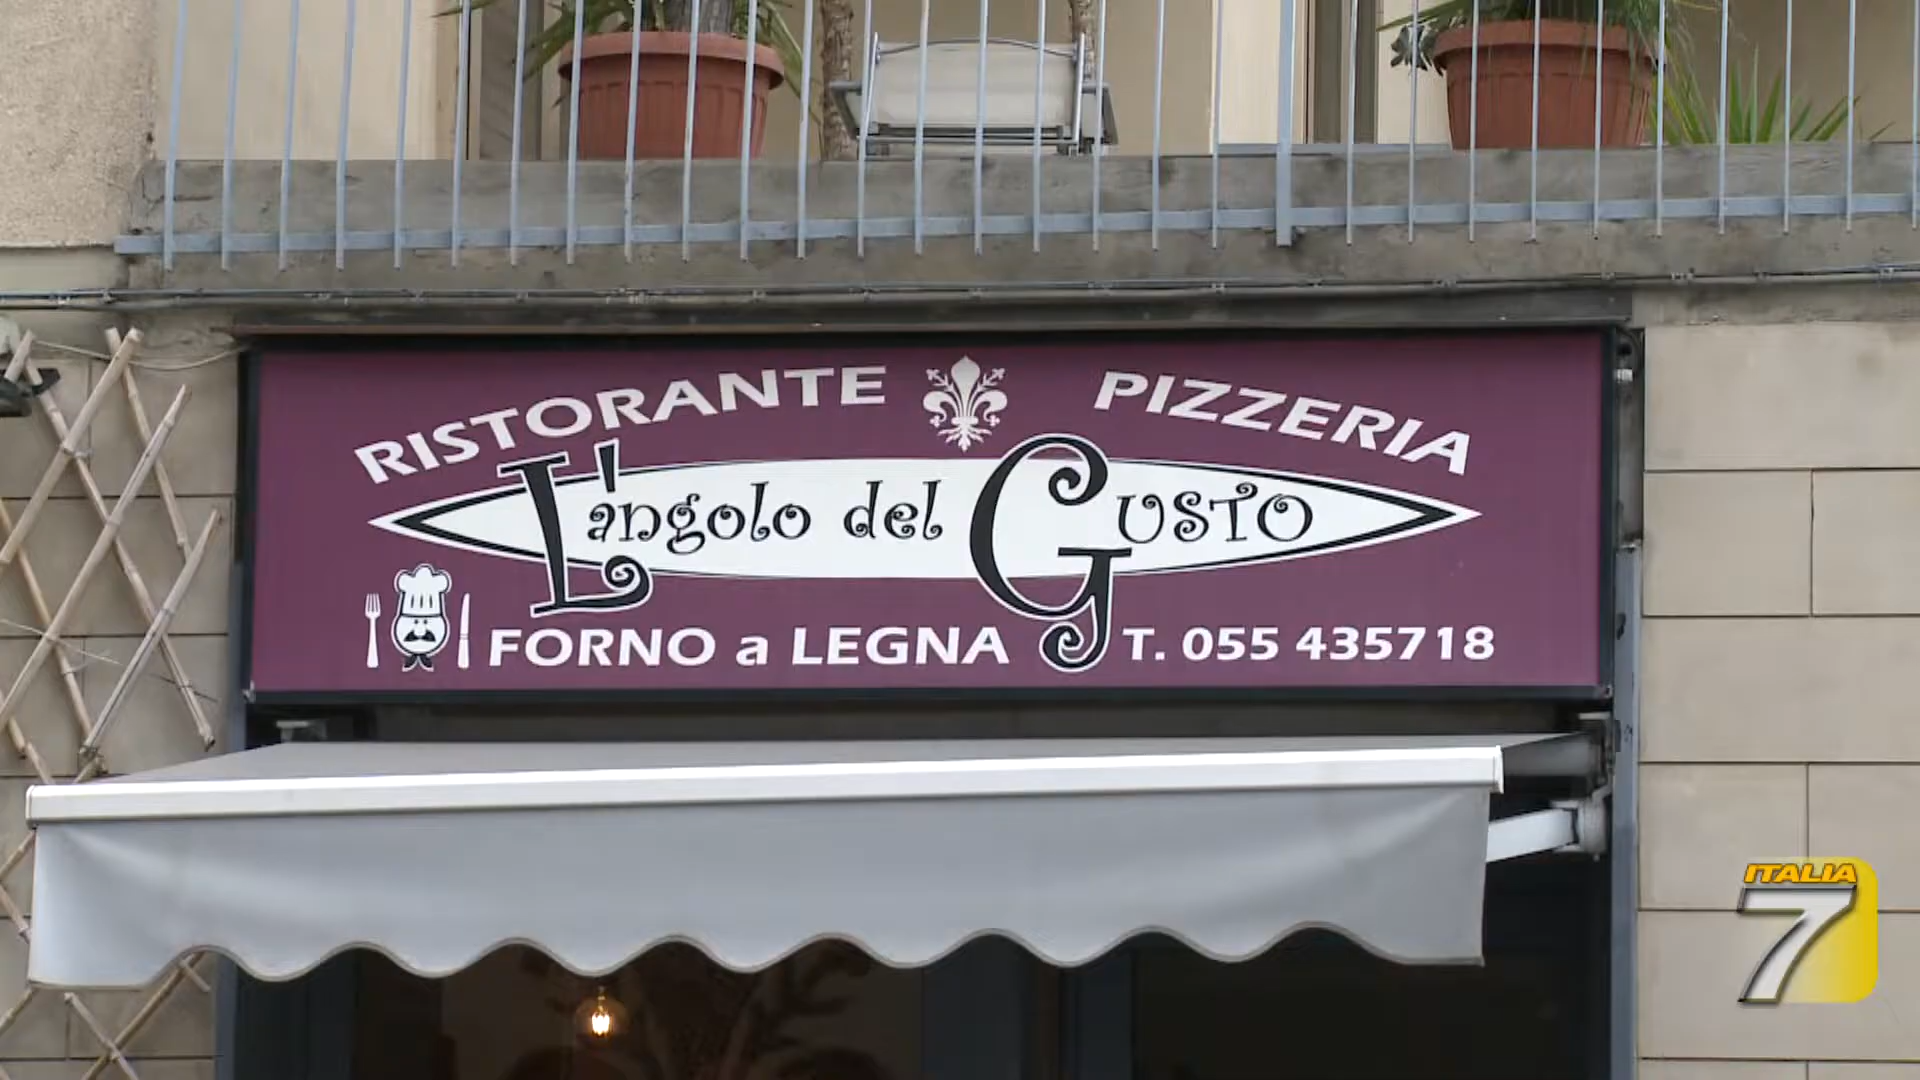 RISTORANTE PIZZERIA
L'angolo del Gusto
FORNO a LEGNA T. 055 435718
ITALIA
7